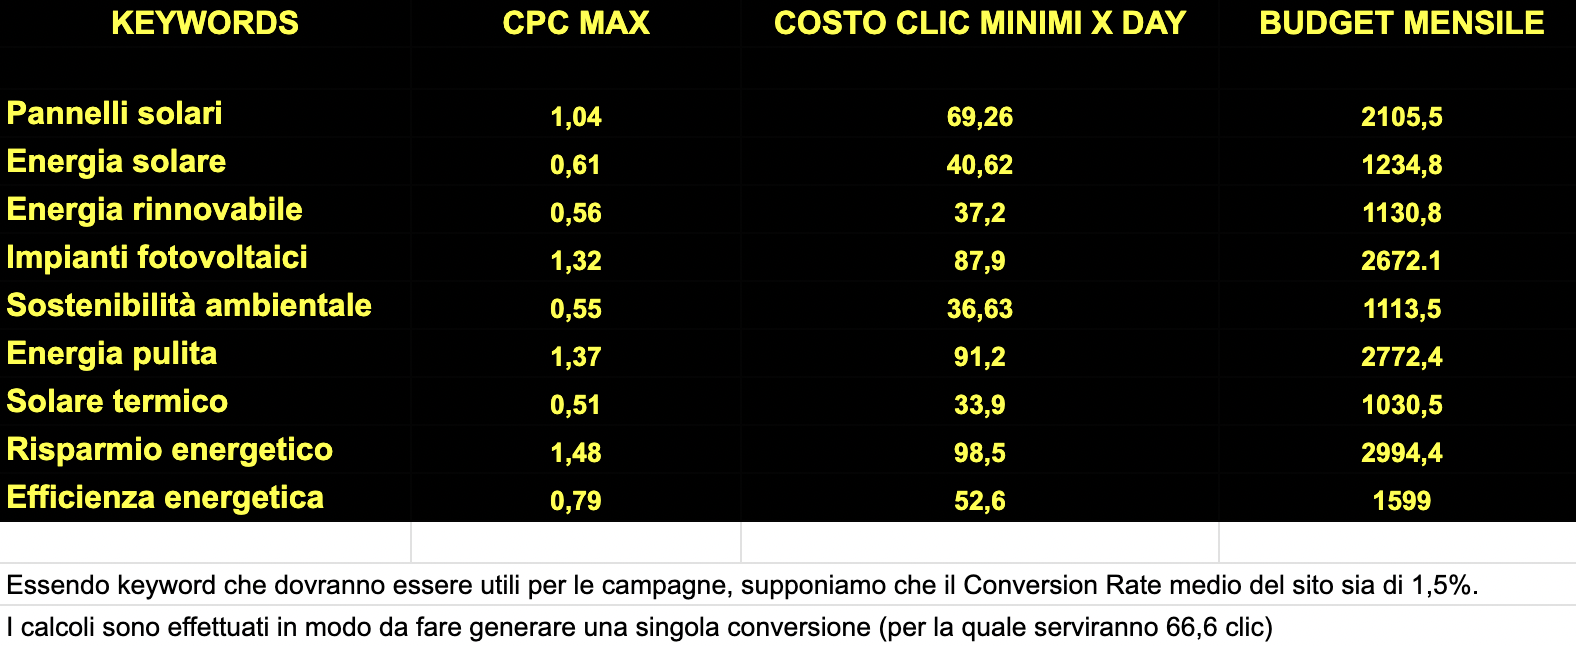 KEYWORDS CPC MAX COSTO CLIC MINIMI X DAY BUDGET MENSILE
Pannelli solari 1,04 69,26 2105,5
Energia solare 0,61 40,62 1234,8
Energia rinnovabile 0,56 37,2 1130,8
Impianti fotovoltaici 1,32 87,9 2672.1
Sostenibilità ambientale 0,55 36,63 1113,5
Energia pulita 1,37 91,2 2772,4
Solare termico 0,51 33,9 1030,5
Risparmio energetico 1,48 98,5 2994,4
Efficienza energetica 0,79 52,6 1599
Essendo keyword che dovranno essere utili per le campagne, supponiamo che il Conversion Rate medio del sito sia di 1,5%.
I calcoli sono effettuati in modo da fare generare una singola conversione (per la quale serviranno 66,6 clic)